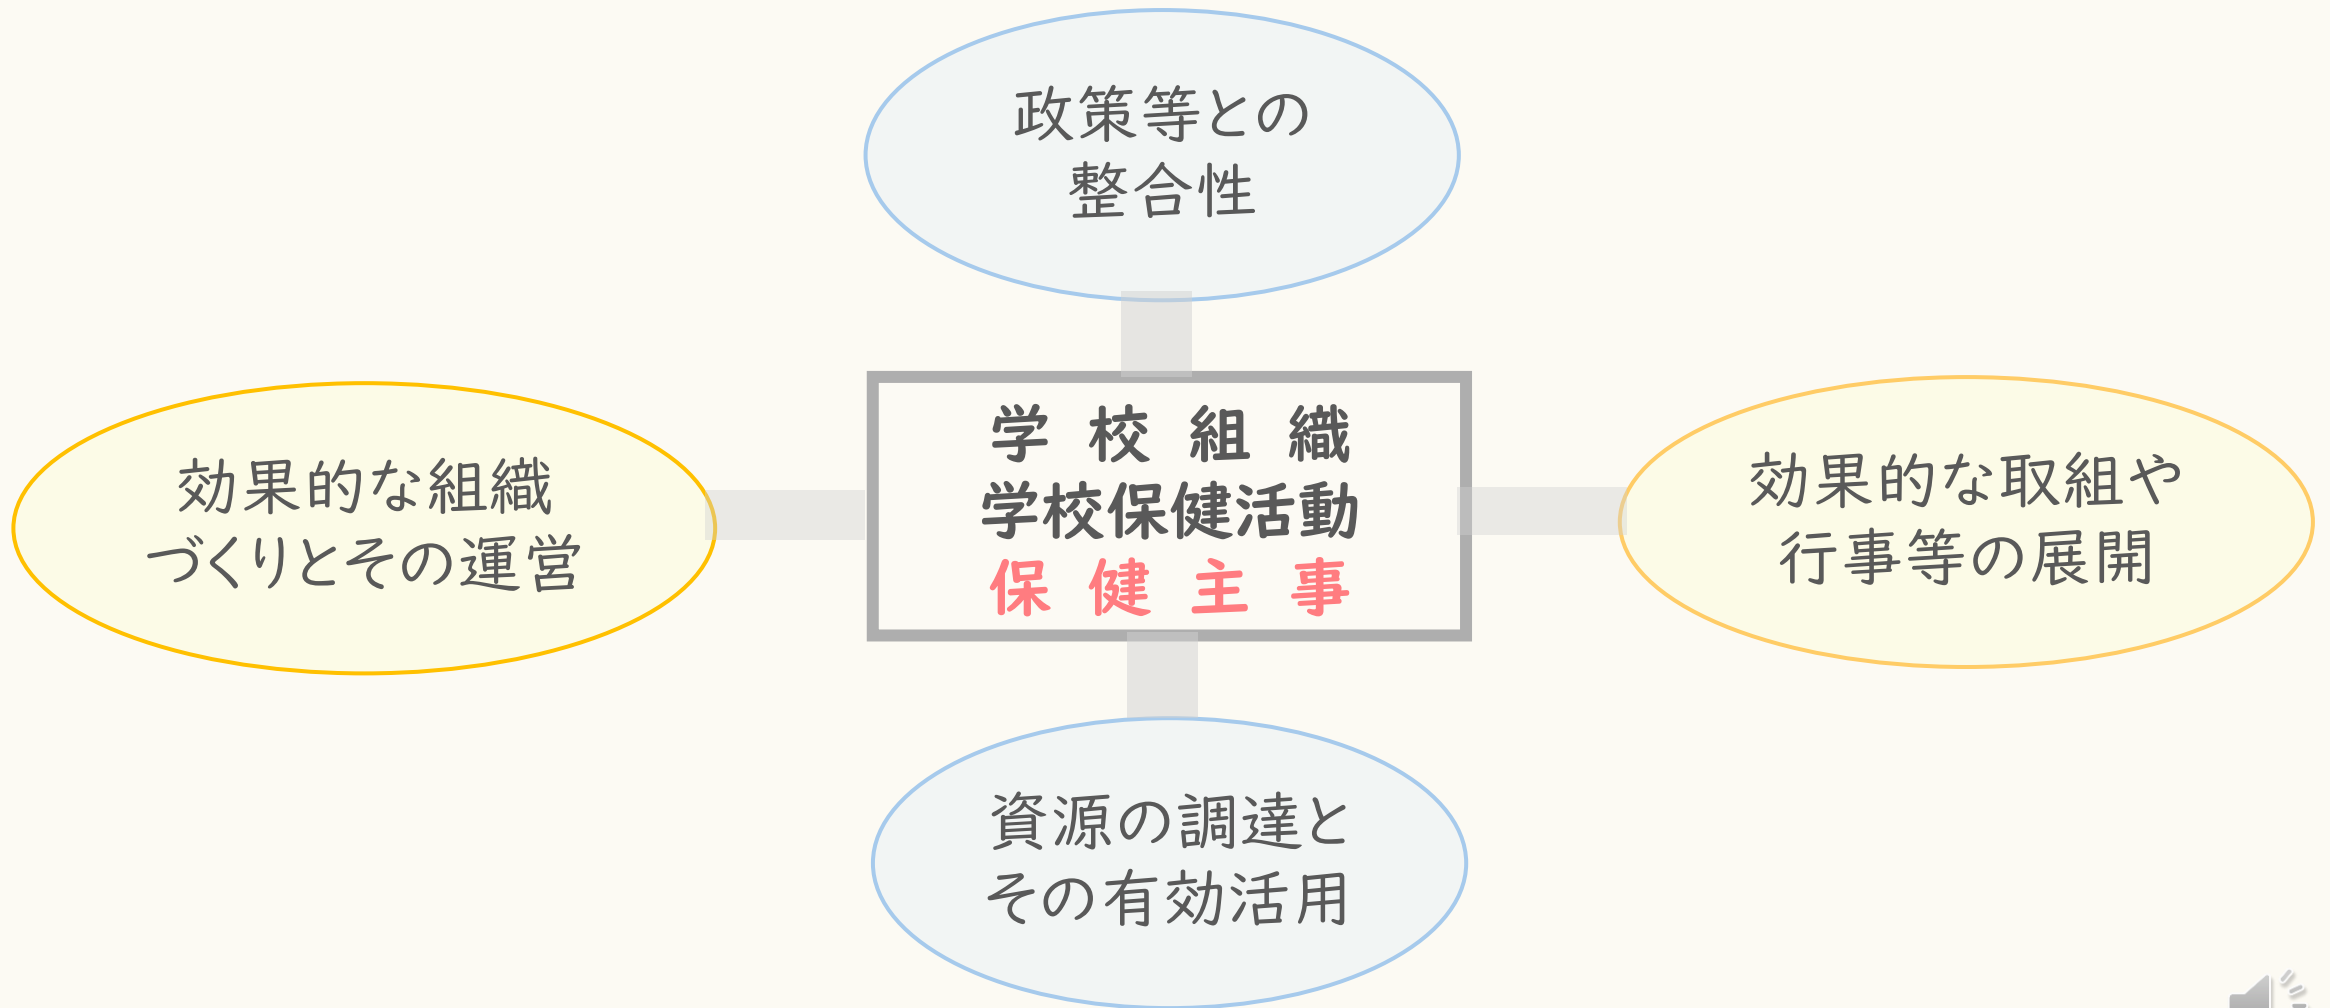 政策等との
整合性
効果的な組織
づくりとその運営
学校組織
学校保健活動
保健主事
効果的な取組や
行事等の展開
資源の調達と
その有効活用